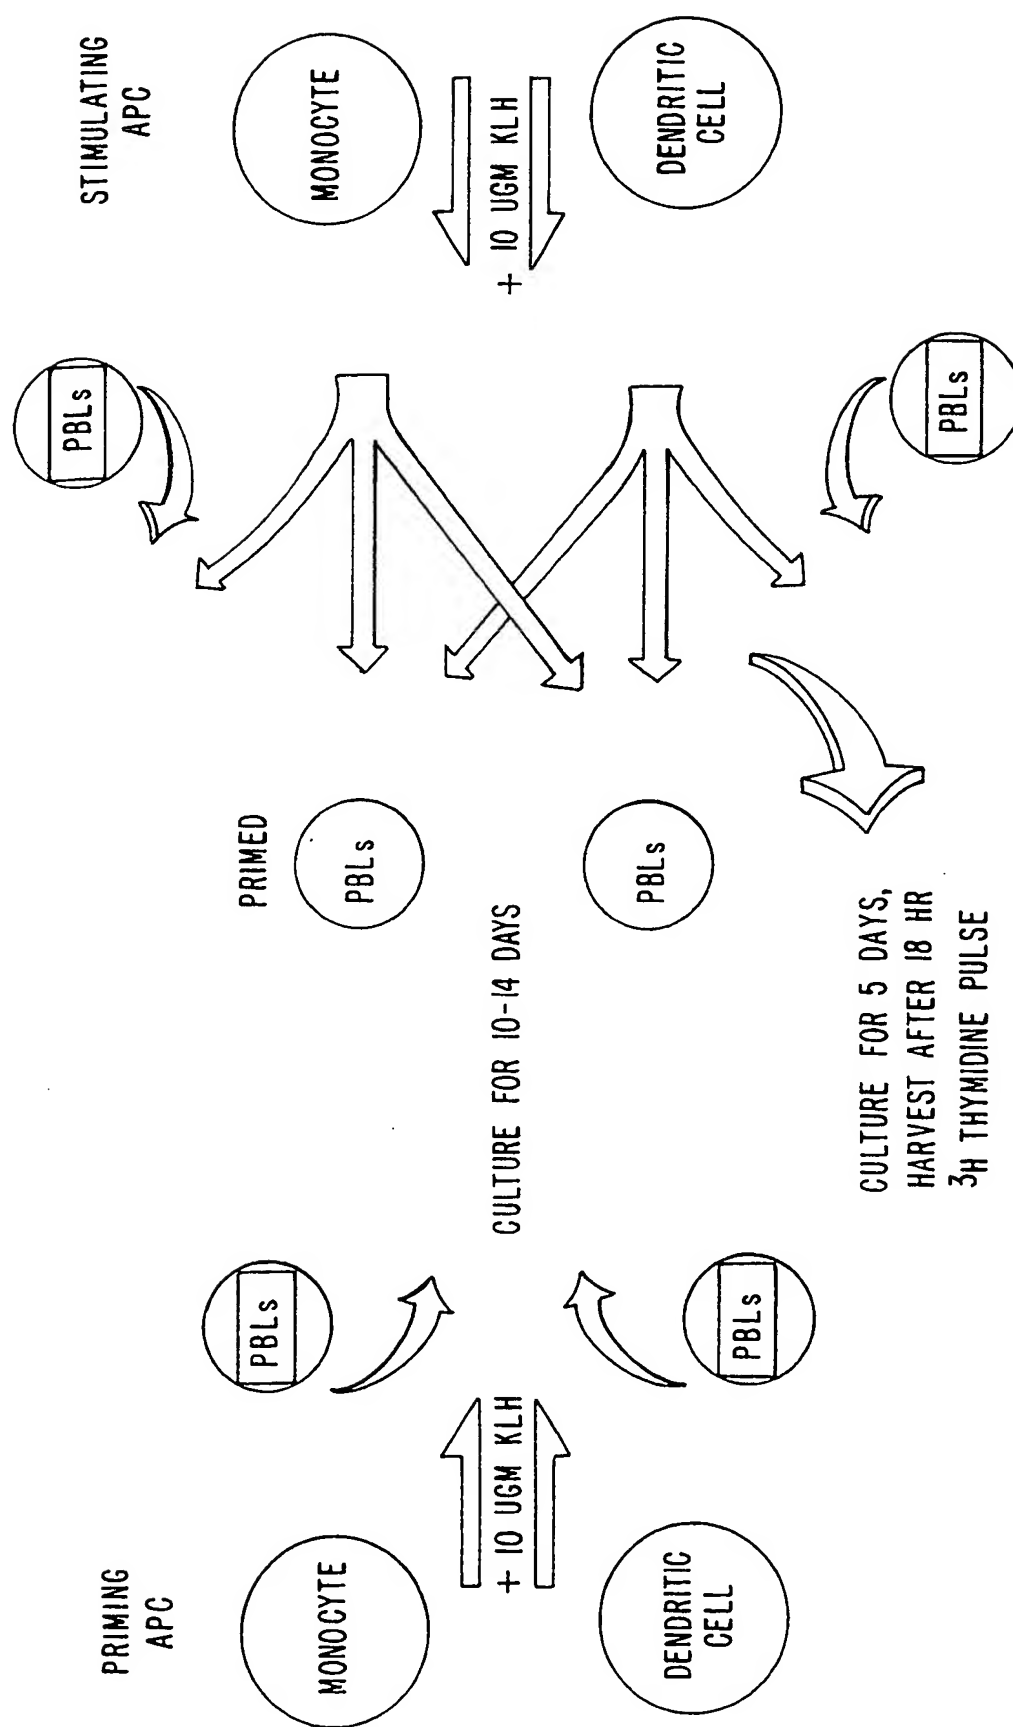 PRIMING
APC
MONOCYTE
+ 10 UGM KLH
DENDRITIC
CELL
PBLs
PBLs
CULTURE FOR 10-14 DAYS
PRIMED
PBLs
PBLs
CULTURE FOR 5 DAYS,
HARVEST AFTER 18 HR
³H THYMIDINE PULSE
PBLs
PBLs
STIMULATING
APC
MONOCYTE
+ 10 UGM KLH
DENDRITIC
CELL